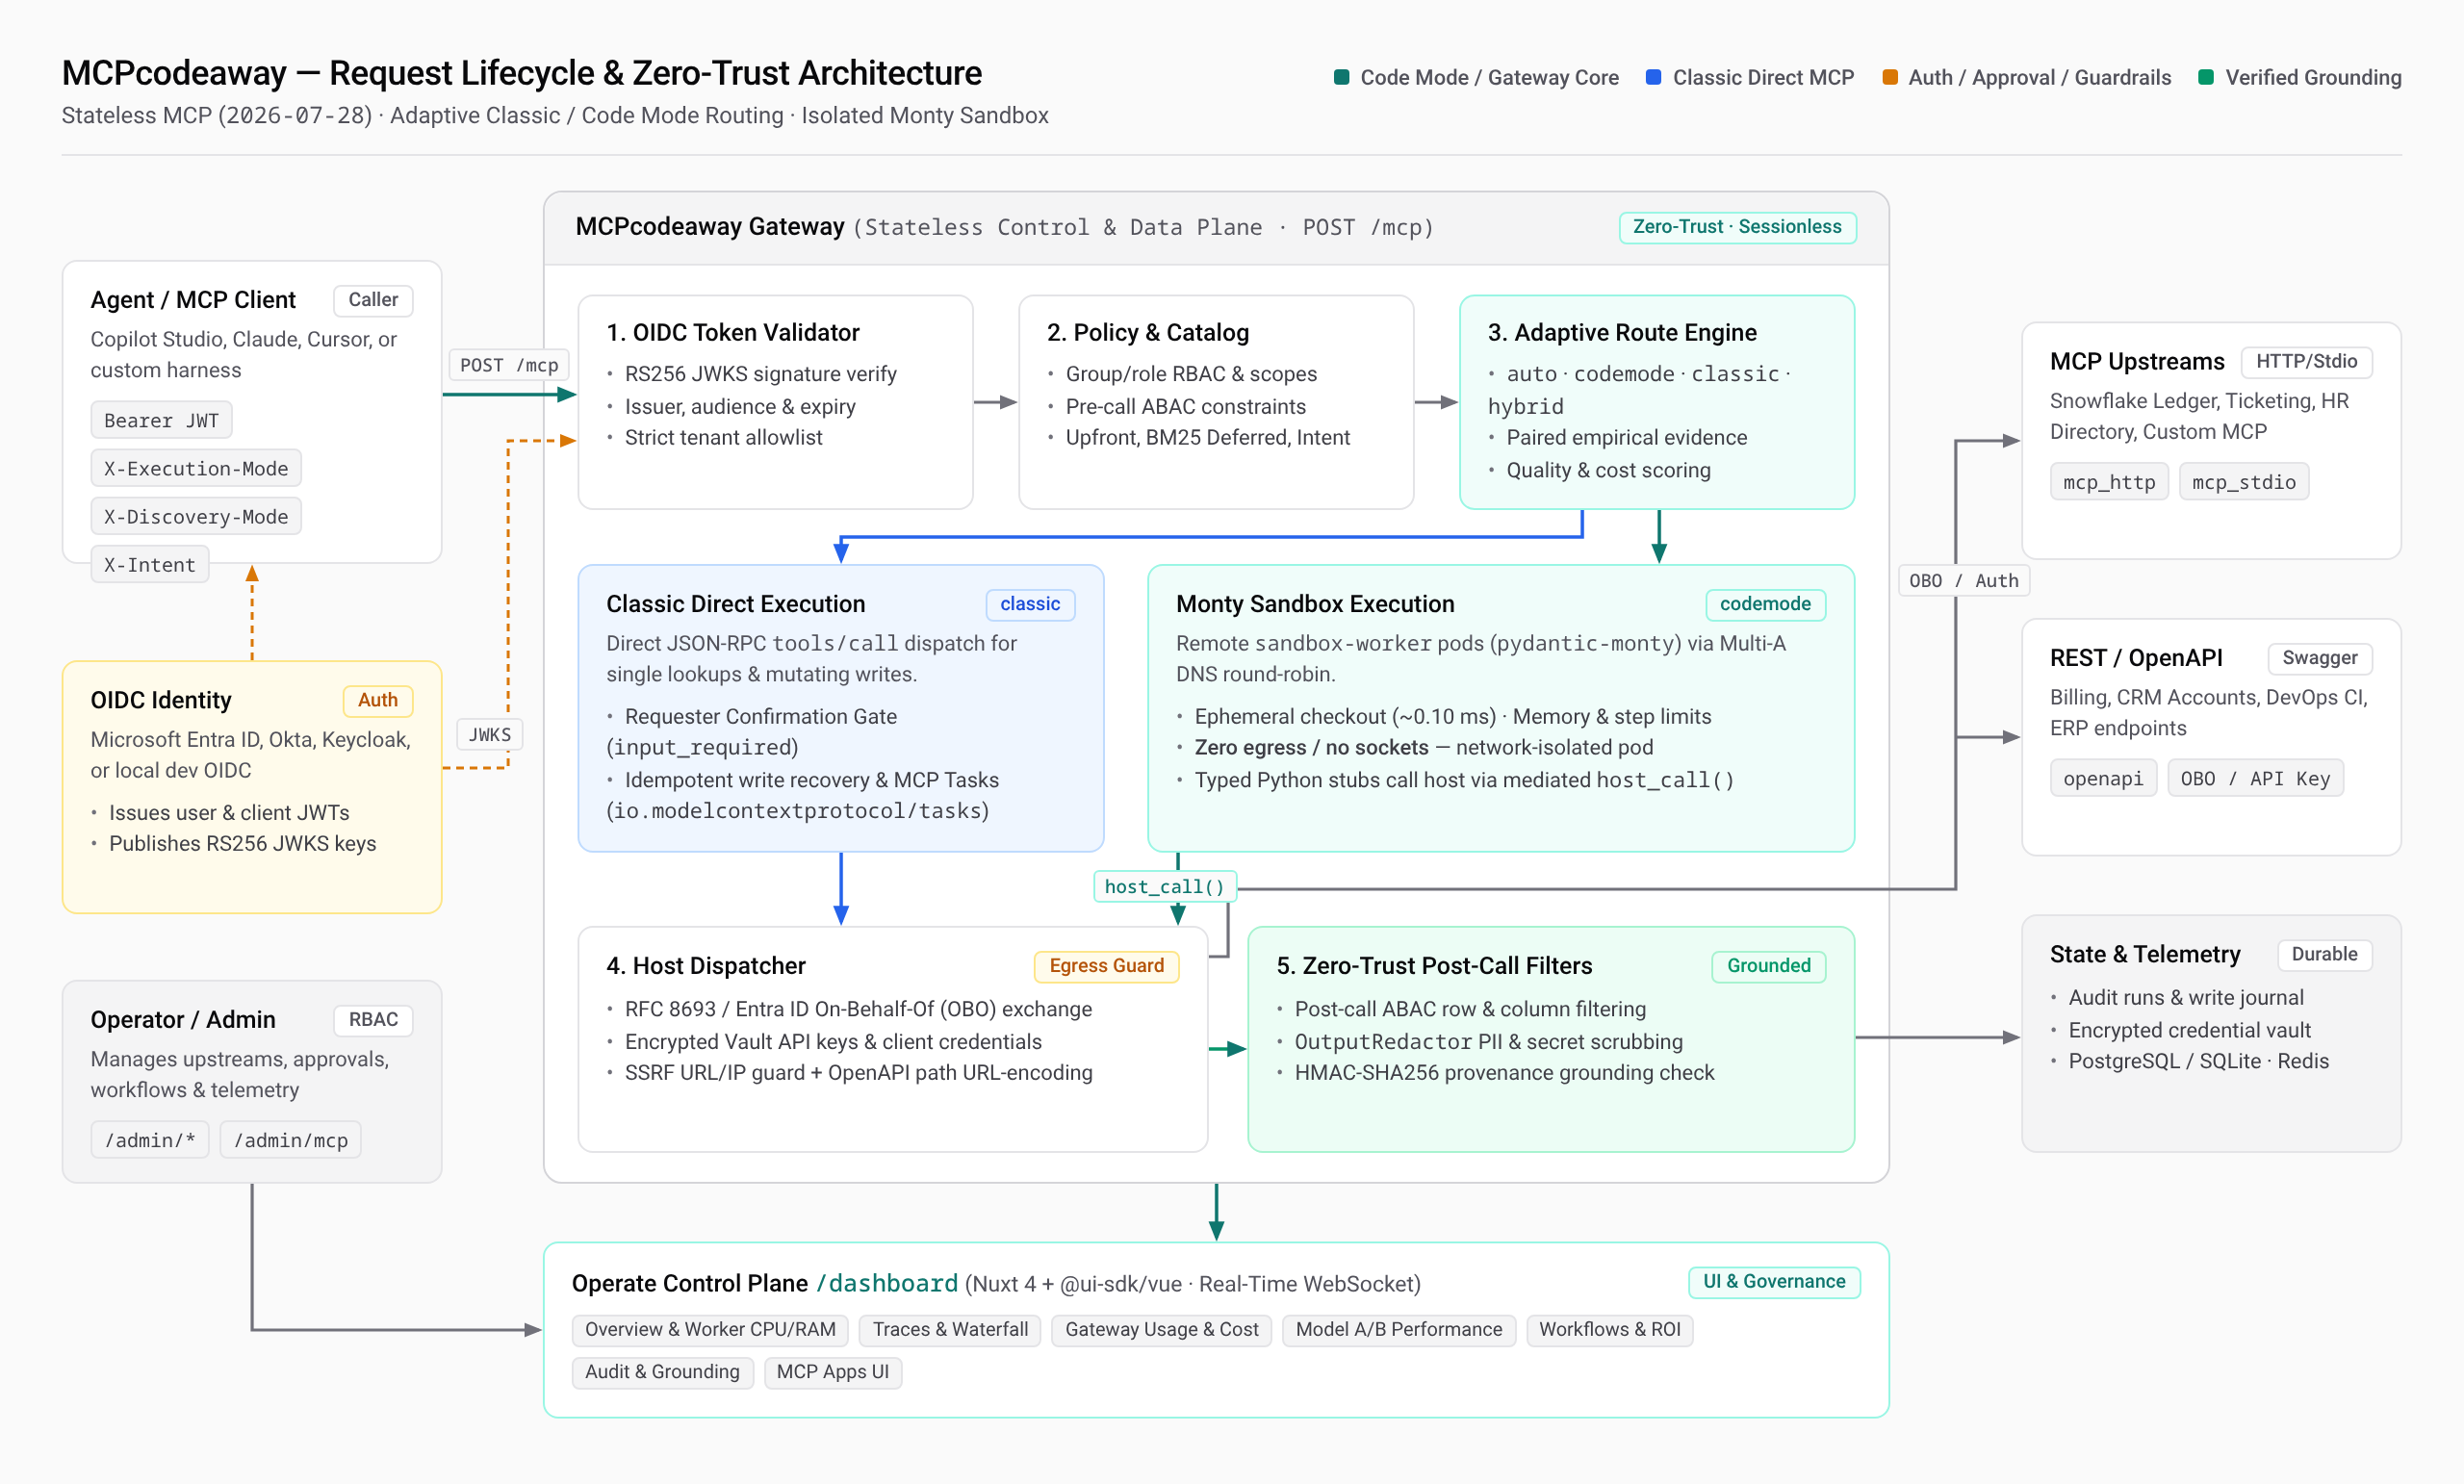 MCPcodeaway — Request Lifecycle & Zero-Trust Architecture
Stateless MCP (2026-07-28) · Adaptive Classic / Code Mode Routing · Isolated Monty Sandbox
Code Mode / Gateway Core
Classic Direct MCP
Auth / Approval / Guardrails
Verified Grounding
MCPcodeaway Gateway (Stateless Control & Data Plane · POST /mcp)
Zero-Trust · Sessionless
Agent / MCP Client
Caller
Copilot Studio, Claude, Cursor, or
custom harness
Bearer JWT
X-Execution-Mode
X-Discovery-Mode
X-Intent
POST /mcp
OIDC Identity
Auth
Microsoft Entra ID, Okta, Keycloak,
or local dev OIDC
• Issues user & client JWTs
• Publishes RS256 JWKS keys
JWKS
Operator / Admin
RBAC
Manages upstreams, approvals,
workflows & telemetry
/admin/*
/admin/mcp
1. OIDC Token Validator
• RS256 JWKS signature verify
• Issuer, audience & expiry
• Strict tenant allowlist
2. Policy & Catalog
• Group/role RBAC & scopes
• Pre-call ABAC constraints
• Upfront, BM25 Deferred, Intent
3. Adaptive Route Engine
• auto · codemode · classic ·
hybrid
• Paired empirical evidence
• Quality & cost scoring
Classic Direct Execution
classic
Direct JSON-RPC tools/call dispatch for
single lookups & mutating writes.
• Requester Confirmation Gate
(input_required)
• Idempotent write recovery & MCP Tasks
(io.modelcontextprotocol/tasks)
Monty Sandbox Execution
codemode
Remote sandbox-worker pods (pydantic-monty) via Multi-A
DNS round-robin.
• Ephemeral checkout (~0.10 ms) · Memory & step limits
• Zero egress / no sockets — network-isolated pod
• Typed Python stubs call host via mediated host_call()
host_call()
4. Host Dispatcher
Egress Guard
• RFC 8693 / Entra ID On-Behalf-Of (OBO) exchange
• Encrypted Vault API keys & client credentials
• SSRF URL/IP guard + OpenAPI path URL-encoding
5. Zero-Trust Post-Call Filters
Grounded
• Post-call ABAC row & column filtering
• OutputRedactor PII & secret scrubbing
• HMAC-SHA256 provenance grounding check
OBO / Auth
MCP Upstreams
HTTP/Stdio
Snowflake Ledger, Ticketing, HR
Directory, Custom MCP
mcp_http
mcp_stdio
REST / OpenAPI
Swagger
Billing, CRM Accounts, DevOps CI,
ERP endpoints
openapi
OBO / API Key
State & Telemetry
Durable
• Audit runs & write journal
• Encrypted credential vault
• PostgreSQL / SQLite · Redis
Operate Control Plane /dashboard (Nuxt 4 + @ui-sdk/vue · Real-Time WebSocket)
UI & Governance
Overview & Worker CPU/RAM
Traces & Waterfall
Gateway Usage & Cost
Model A/B Performance
Workflows & ROI
Audit & Grounding
MCP Apps UI